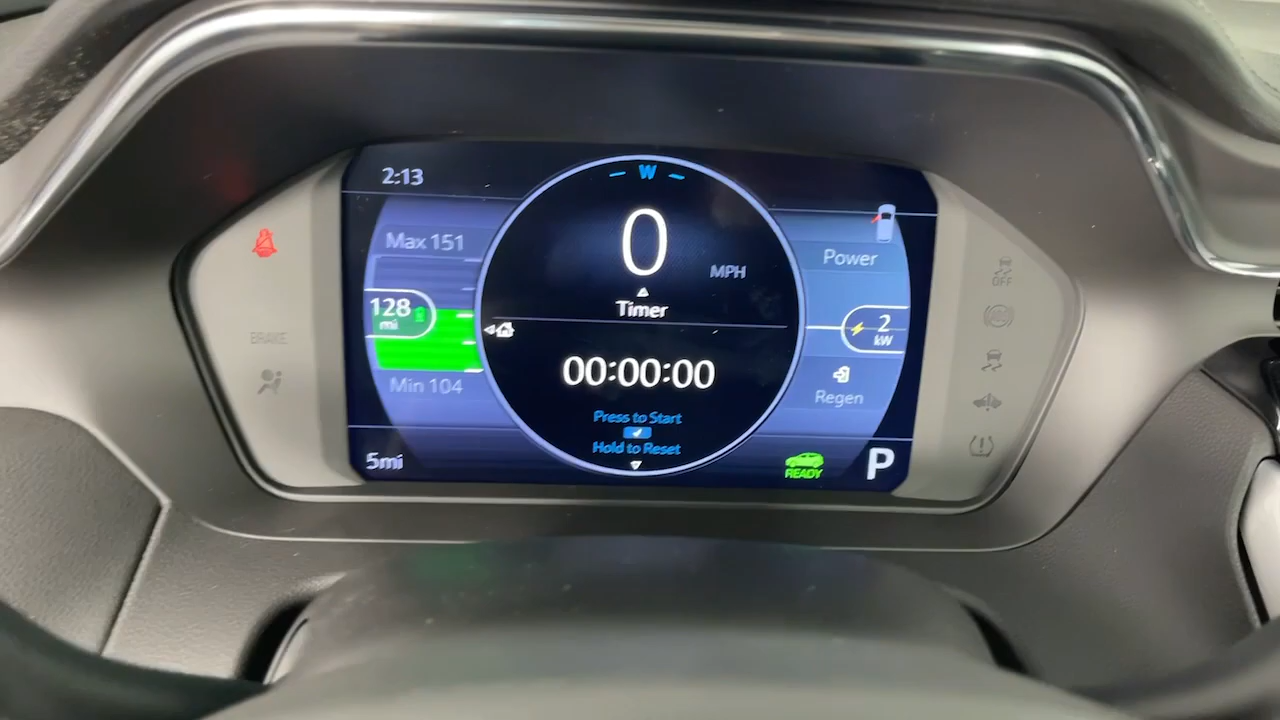 2:13
W
Max 151
128
mi
Min 104
5mi
0
MPH
Timer
00:00:00
Press to Start
Hold to Reset
Power
2
kW
Regen
READY
P
BRAKE
OFF